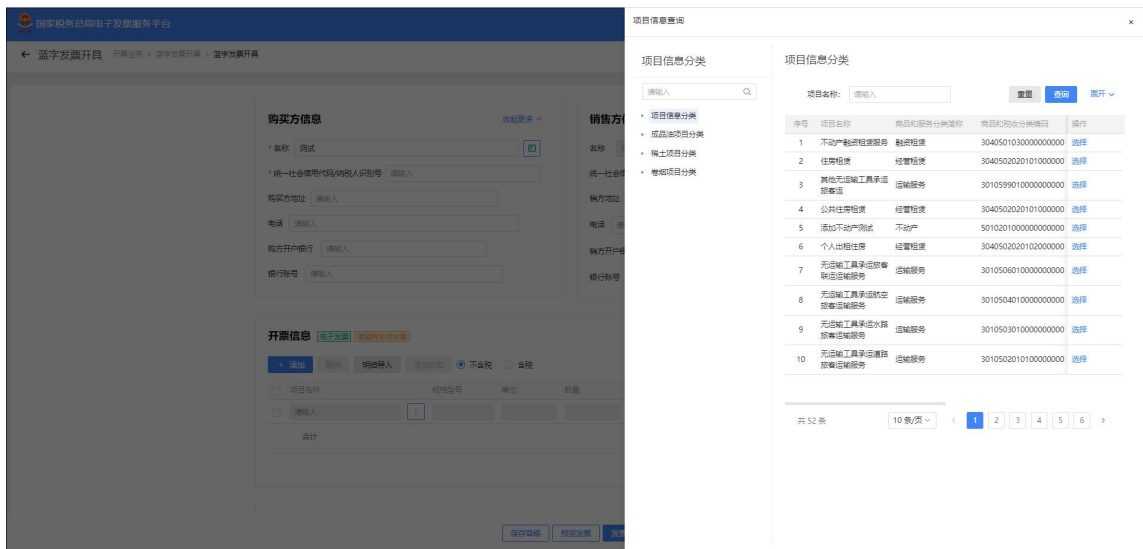 国家税务总局电子发票服务平台
← 蓝字发票开具 开票业务 › 蓝字发票开具 › 蓝字发票开具
购买方信息 收起更多
* 名称 测试
* 统一社会信用代码/纳税人识别号 请输入
购买方地址 请输入
电话 请输入
购方开户银行 请输入
银行账号 请输入
销售方
名称
统一社会
销方地址
电话
销方开户
银行账号
开票信息 电子发票 增值税专用发票
+ 添加 删除 明细导入 添加折扣 不含税 含税
项目名称 规格型号 单位 数量
请输入
合计
保存草稿 预览发票 发票
项目信息查询 ×
项目信息分类
请输入
项目信息分类
成品油项目分类
稀土项目分类
卷烟项目分类
项目信息分类
项目名称: 请输入 重置 查询 展开
序号 项目名称 商品和服务分类简称 商品和税收分类编码 操作
1 不动产融资租赁服务 融资租赁 3040501030000000000 选择
2 住房租赁 经营租赁 3040502020101000000 选择
3 其他无运输工具承运旅客运 运输服务 3010599010000000000 选择
4 公共住房租赁 经营租赁 3040502020101000000 选择
5 添加不动产测试 不动产 5010201000000000000 选择
6 个人出租住房 经营租赁 3040502020102000000 选择
7 无运输工具承运旅客联运运输服务 运输服务 3010506010000000000 选择
8 无运输工具承运航空旅客运输服务 运输服务 3010504010000000000 选择
9 无运输工具承运水路旅客运输服务 运输服务 3010503010000000000 选择
10 无运输工具承运道路旅客运输服务 运输服务 3010502010100000000 选择
共 52 条 10 条/页 ‹ 1 2 3 4 5 6 ›